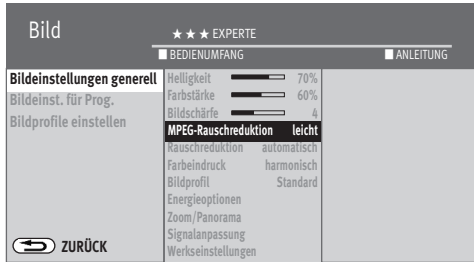 Bild
★★★ EXPERTE
BEDIENUMFANG
ANLEITUNG
Bildeinstellungen generell
Bildeinst. für Prog.
Bildprofile einstellen
Helligkeit 70%
Farbstärke 60%
Bildschärfe 4
MPEG-Rauschreduktion leicht
Rauschreduktion automatisch
Farbeindruck harmonisch
Bildprofil Standard
Energieoptionen
Zoom/Panorama
Signalanpassung
Werkseinstellungen
ZURÜCK